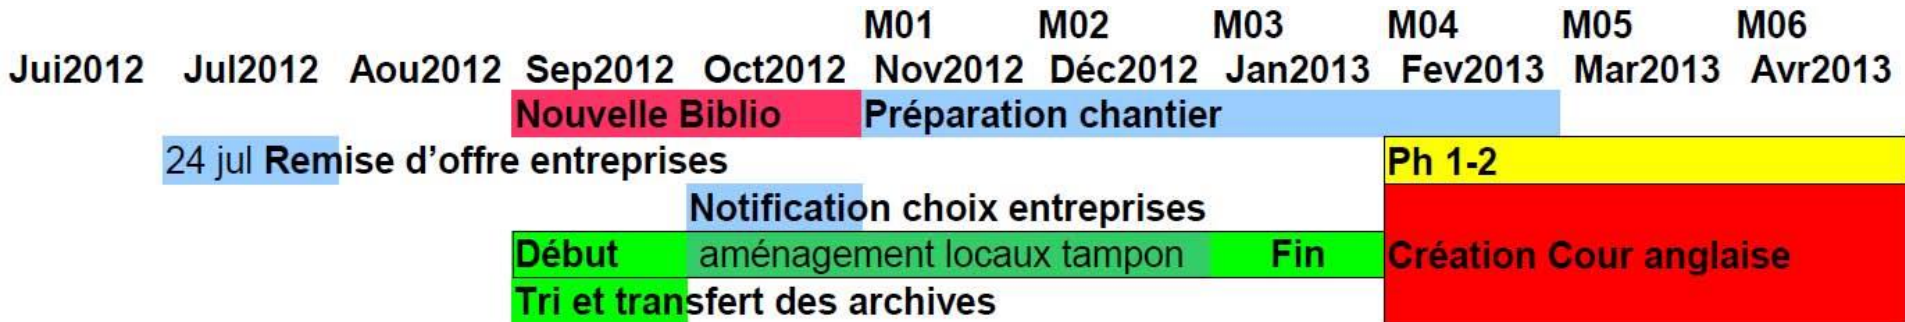 M01 M02 M03 M04 M05 M06
Jui2012 Jul2012 Aou2012 Sep2012 Oct2012 Nov2012 Déc2012 Jan2013 Fev2013 Mar2013 Avr2013
Nouvelle Biblio Préparation chantier
24 jul Remise d’offre entreprises Ph 1-2
Notification choix entreprises
Début aménagement locaux tampon Fin Création Cour anglaise
Tri et transfert des archives